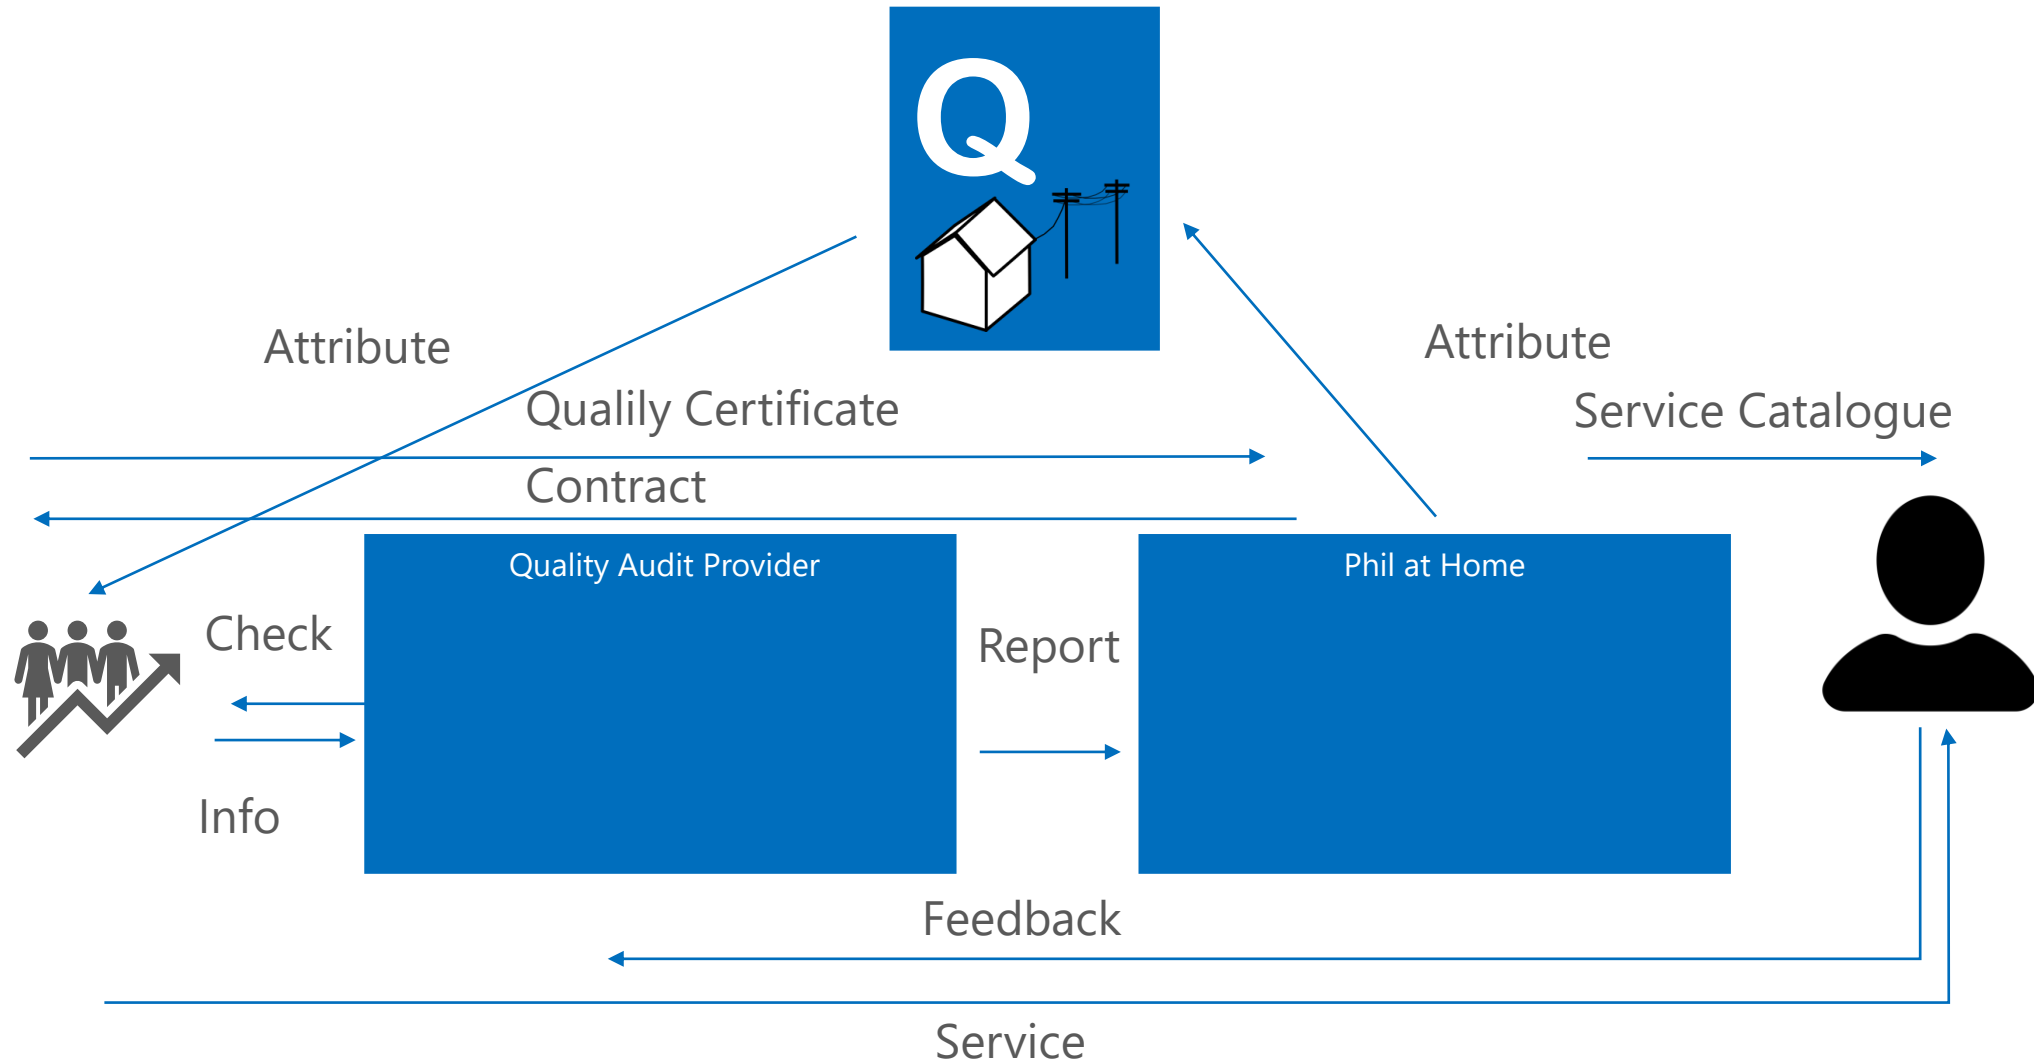 Q
Attribute
Attribute
Qualily Certificate
Service Catalogue
Contract
Quality Audit Provider
Phil at Home
Check
Report
Info
Feedback
Service